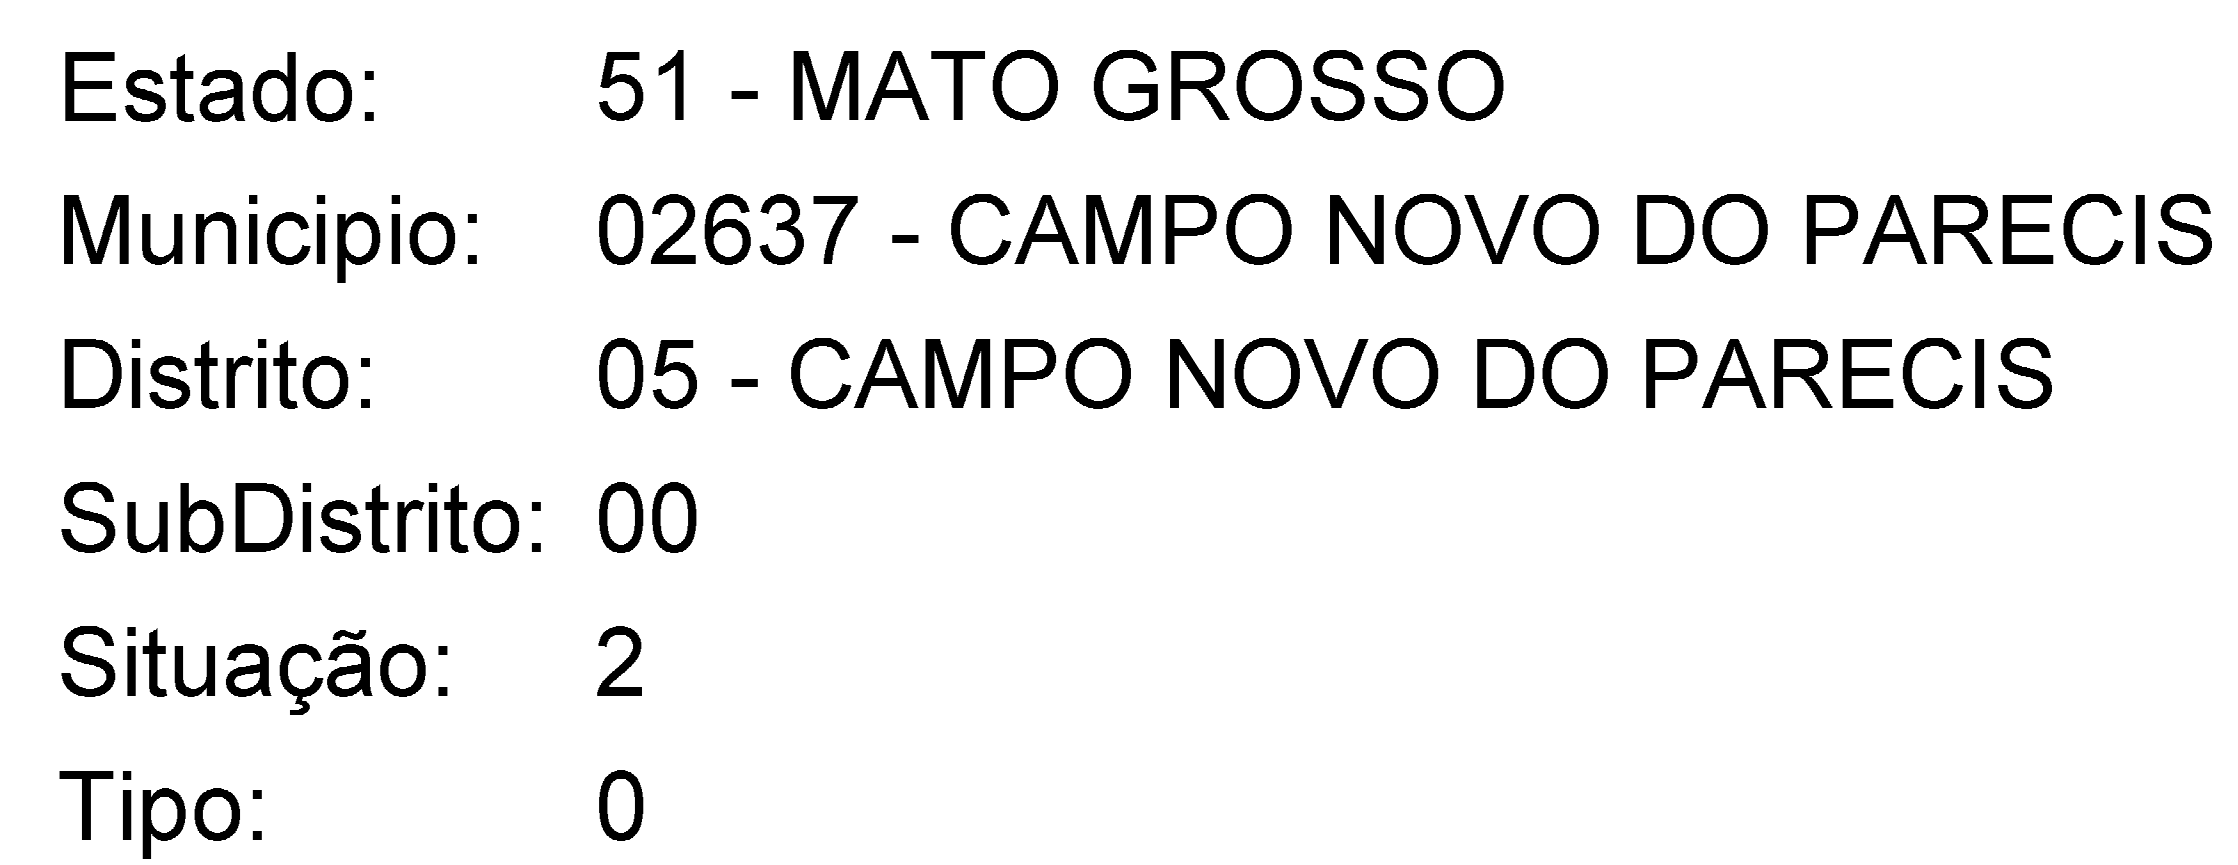 Estado: 51 - MATO GROSSO
Municipio: 02637 - CAMPO NOVO DO PARECIS
Distrito: 05 - CAMPO NOVO DO PARECIS
SubDistrito: 00
Situação: 2
Tipo: 0